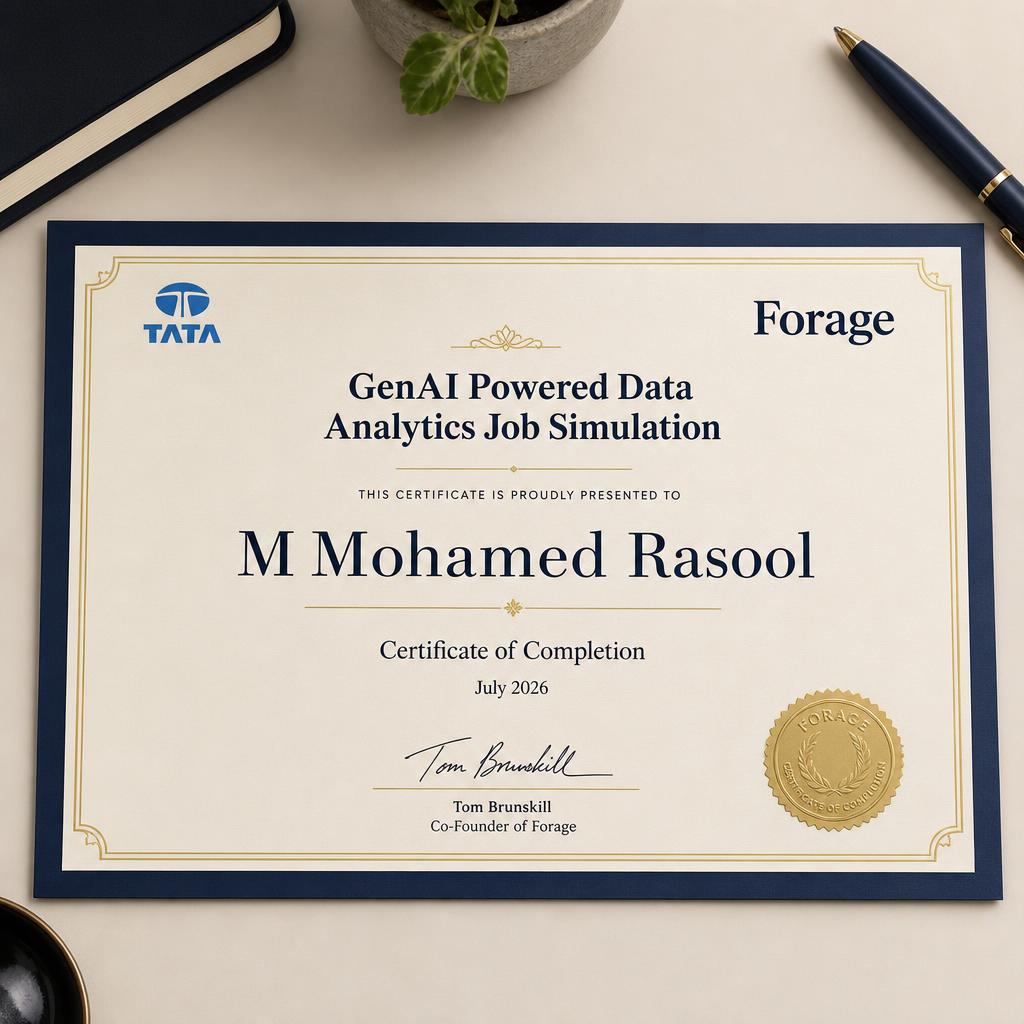 TATA
Forage
GenAI Powered Data
Analytics Job Simulation
THIS CERTIFICATE IS PROUDLY PRESENTED TO
M Mohamed Rasool
Certificate of Completion
July 2026
Tom Brunskill
Tom Brunskill
Co-Founder of Forage
FORAGE
CERTIFICATE OF COMPLETION